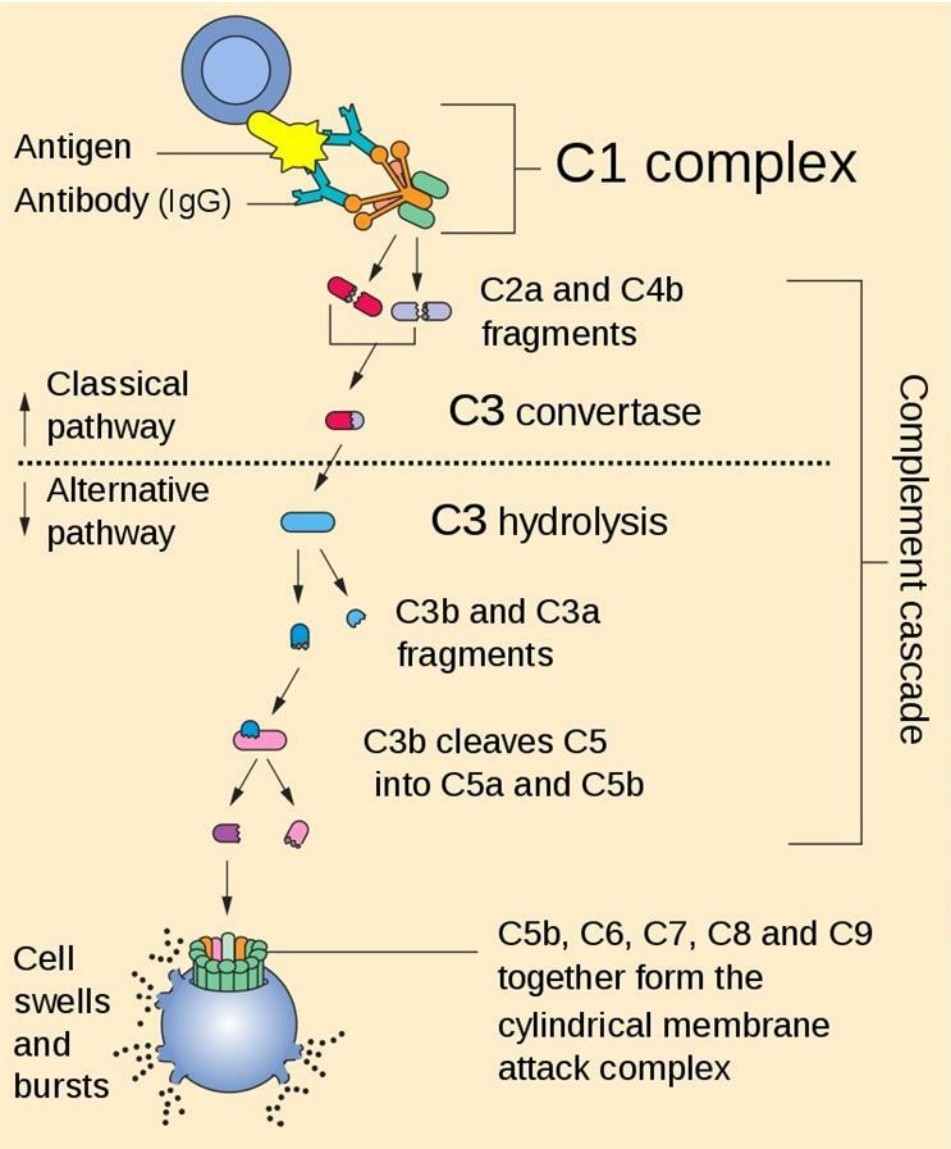 Antigen
Antibody (IgG)
C1 complex
C2a and C4b
fragments
Classical
pathway
C3 convertase
Alternative
pathway
C3 hydrolysis
C3b and C3a
fragments
C3b cleaves C5
into C5a and C5b
Complement cascade
Cell
swells
and
bursts
C5b, C6, C7, C8 and C9
together form the
cylindrical membrane
attack complex